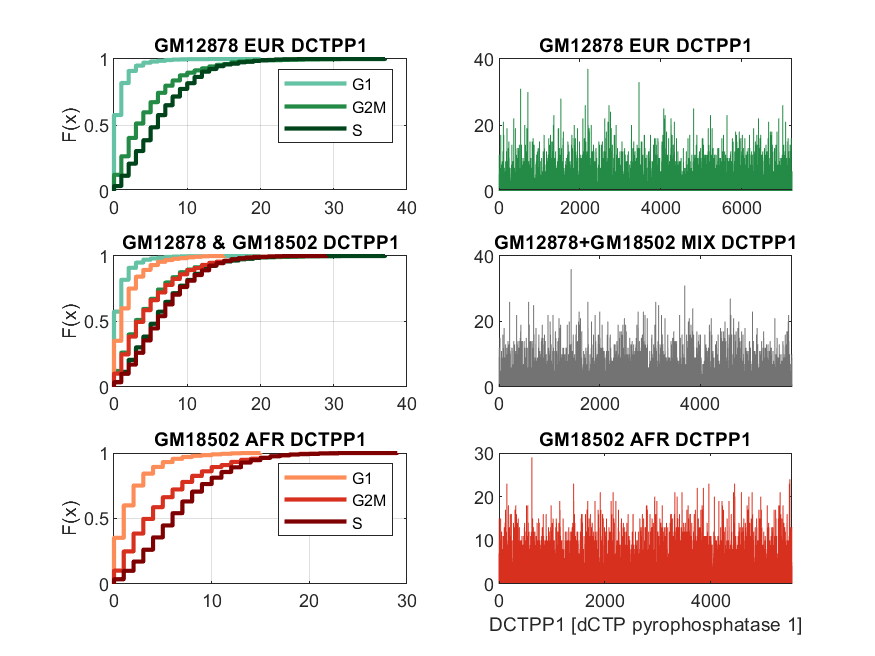 GM12878 EUR DCTPP1
1
0.5
0
F(x)
G1
G2M
S
0 10 20 30 40
GM12878 EUR DCTPP1
40
20
0
0 2000 4000 6000
GM12878 & GM18502 DCTPP1
1
0.5
0
F(x)
0 10 20 30 40
GM12878+GM18502 MIX DCTPP1
40
20
0
0 2000 4000
GM18502 AFR DCTPP1
1
0.5
0
F(x)
G1
G2M
S
0 10 20 30
GM18502 AFR DCTPP1
30
20
10
0
0 2000 4000
DCTPP1 [dCTP pyrophosphatase 1]